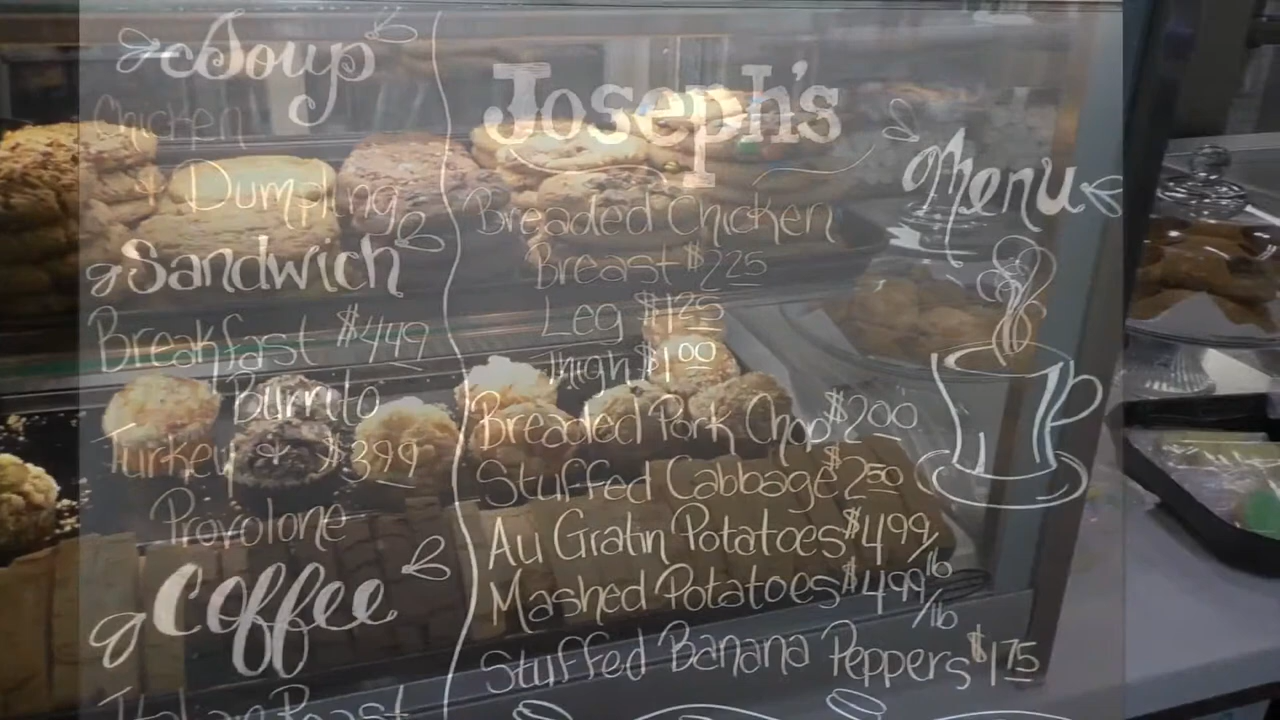 Soup
Chicken
& Dumpling
Sandwich
Breakfast $4.49
Burrito
Turkey & $3.99
Provolone
Coffee
Italian Roast
Joseph's
Menu
Breaded Chicken
Breast $2.25
Leg $1.25
Thigh $1.00
Breaded Pork Chop $2.00
Stuffed Cabbage $2.50
Au Gratin Potatoes $4.99/lb
Mashed Potatoes $4.99/lb
Stuffed Banana Peppers $1.75